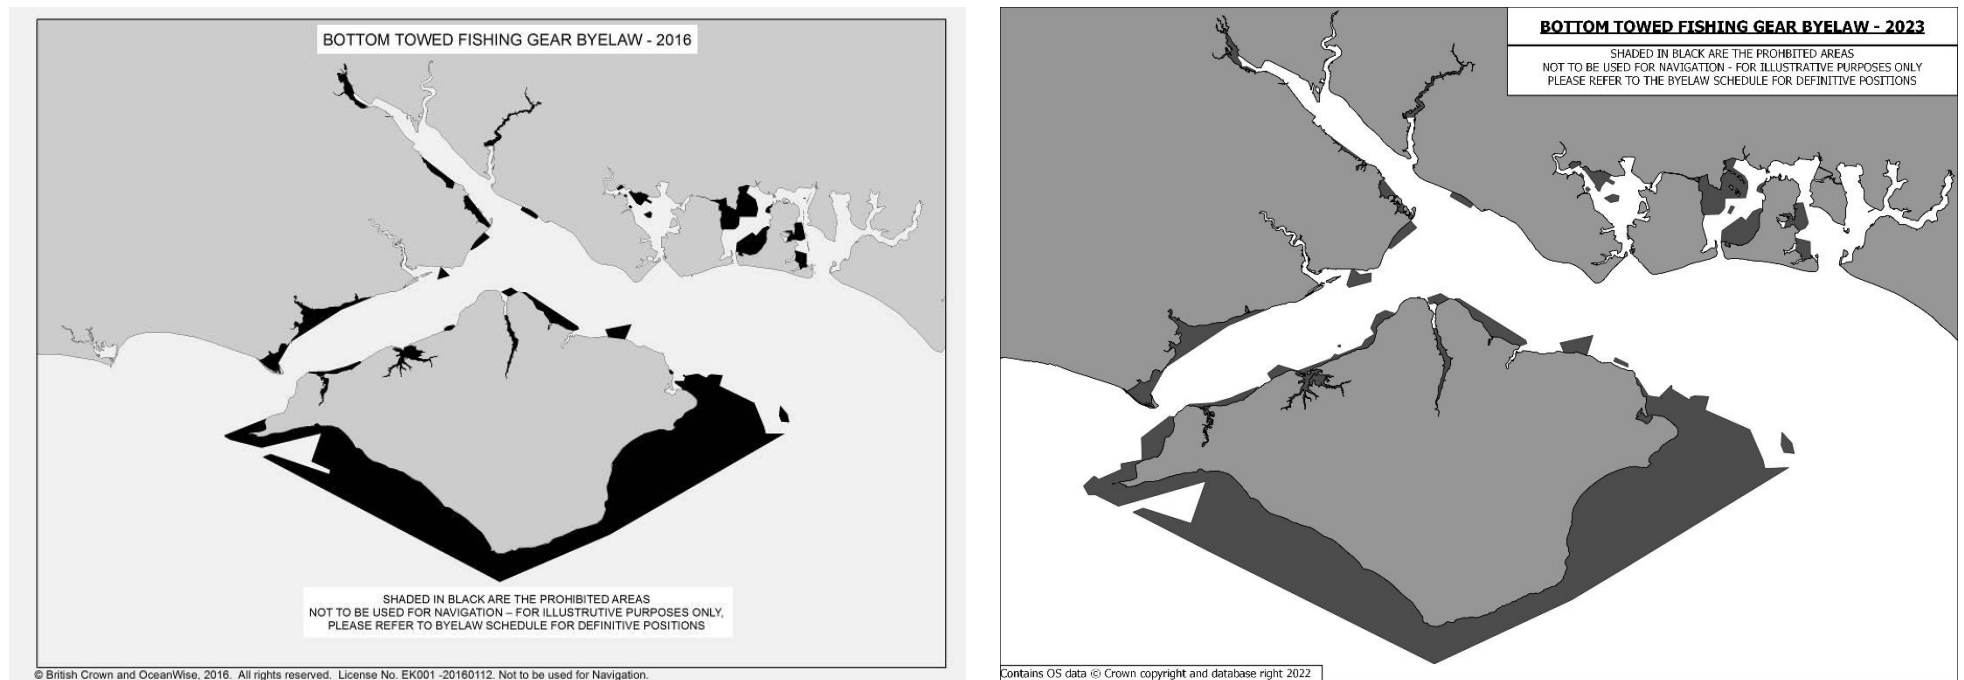 BOTTOM TOWED FISHING GEAR BYELAW - 2016
SHADED IN BLACK ARE THE PROHIBITED AREAS
NOT TO BE USED FOR NAVIGATION – FOR ILLUSTRUTIVE PURPOSES ONLY,
PLEASE REFER TO BYELAW SCHEDULE FOR DEFINITIVE POSITIONS
© British Crown and OceanWise, 2016. All rights reserved. License No. EK001 -20160112. Not to be used for Navigation.
BOTTOM TOWED FISHING GEAR BYELAW - 2023
SHADED IN BLACK ARE THE PROHBITED AREAS
NOT TO BE USED FOR NAVIGATION - FOR ILLUSTRATIVE PURPOSES ONLY
PLEASE REFER TO THE BYELAW SCHEDULE FOR DEFINITIVE POSITIONS
Contains OS data © Crown copyright and database right 2022